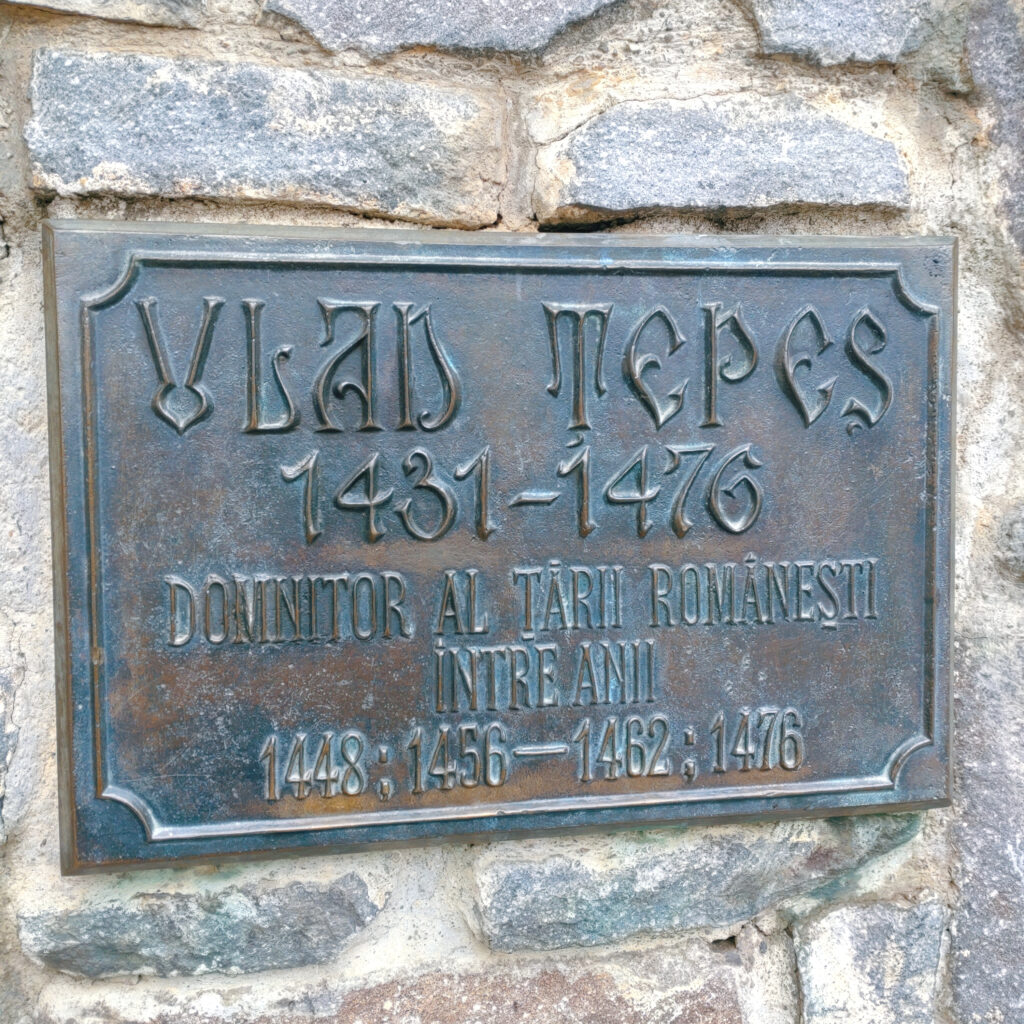 VLAD TEPES
1431-1476
DOMNITOR AL ȚĂRII ROMÂNEȘTI
ÎNTRE ANII
1448; 1456—1462; 1476